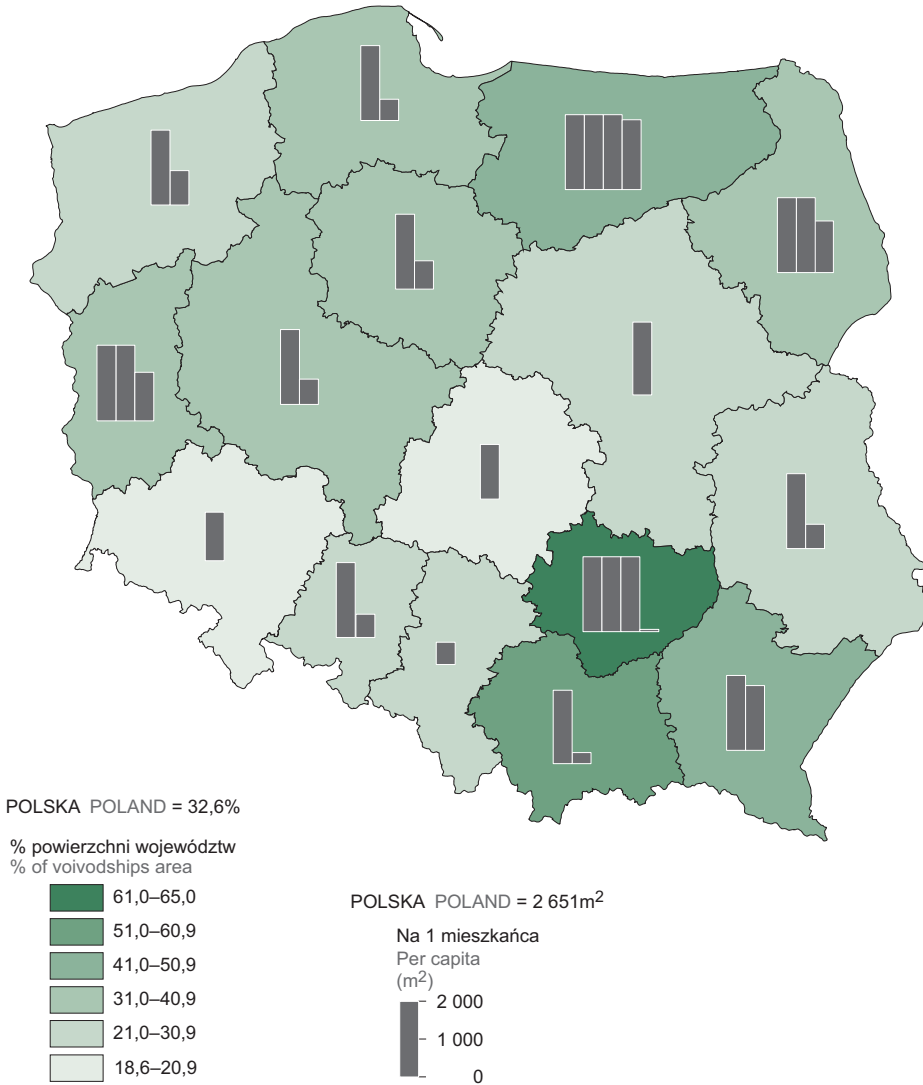 POLSKA POLAND = 32,6%
% powierzchni województw
% of voivodships area
61,0–65,0
51,0–60,9
41,0–50,9
31,0–40,9
21,0–30,9
18,6–20,9
POLSKA POLAND = 2 651m²
Na 1 mieszkańca
Per capita
(m²)
2 000
1 000
0